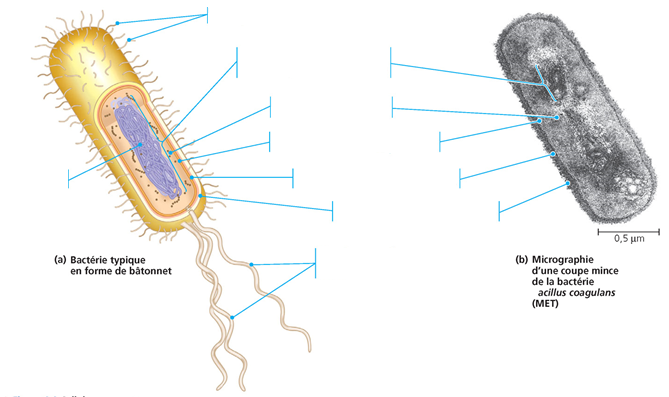 (a) Bactérie typique
en forme de bâtonnet
0,5 µm
(b) Micrographie
d'une coupe mince
de la bactérie
acillus coagulans
(MET)